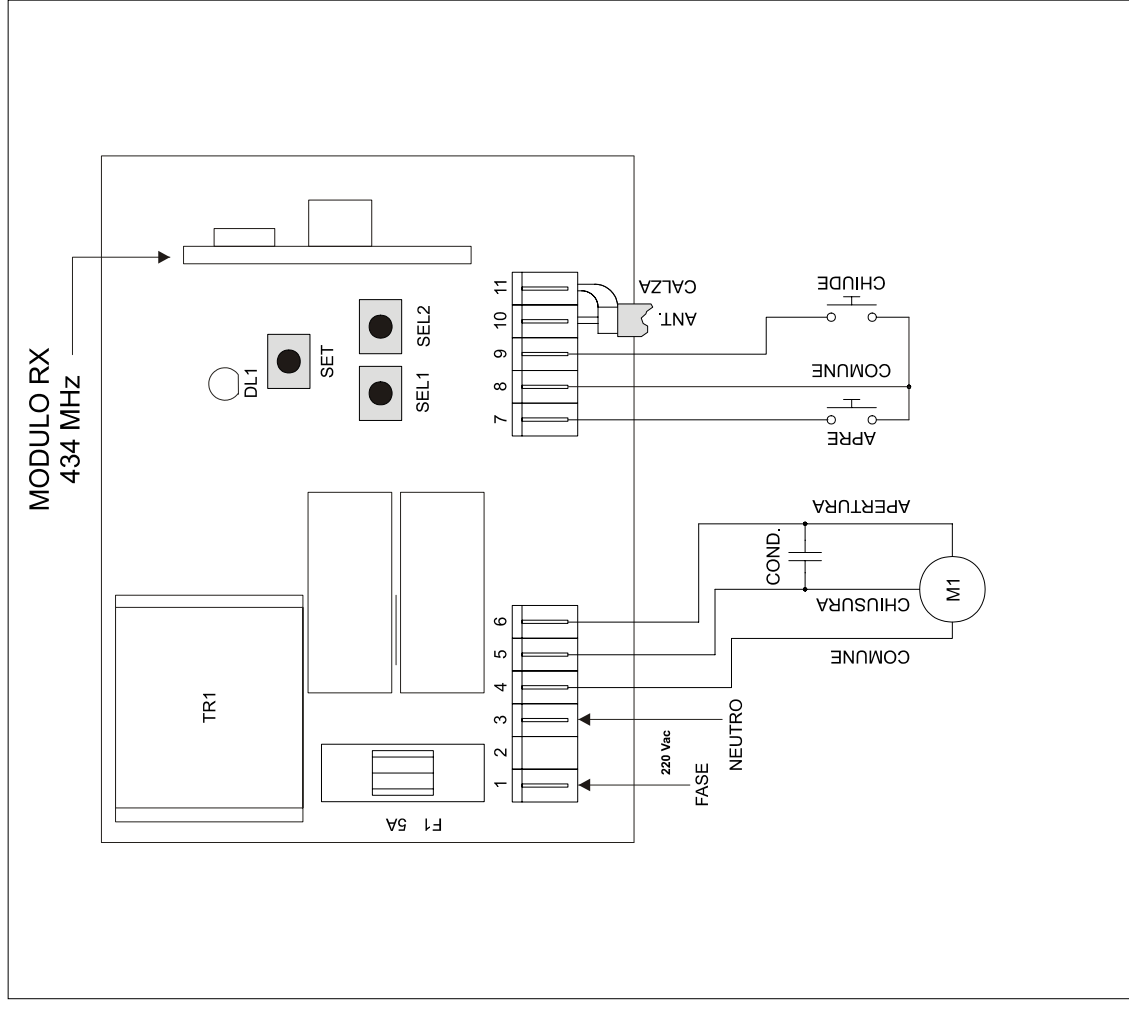 MODULO RX
434 MHz
DL1
SET
SEL1
SEL2
TR1
F1 5A
1
2
3
4
5
6
7
8
9
10
11
CALZA
ANT.
CHIUDE
COMUNE
APRE
APERTURA
COND.
CHIUSURA
M1
COMUNE
220 Vac
FASE
NEUTRO